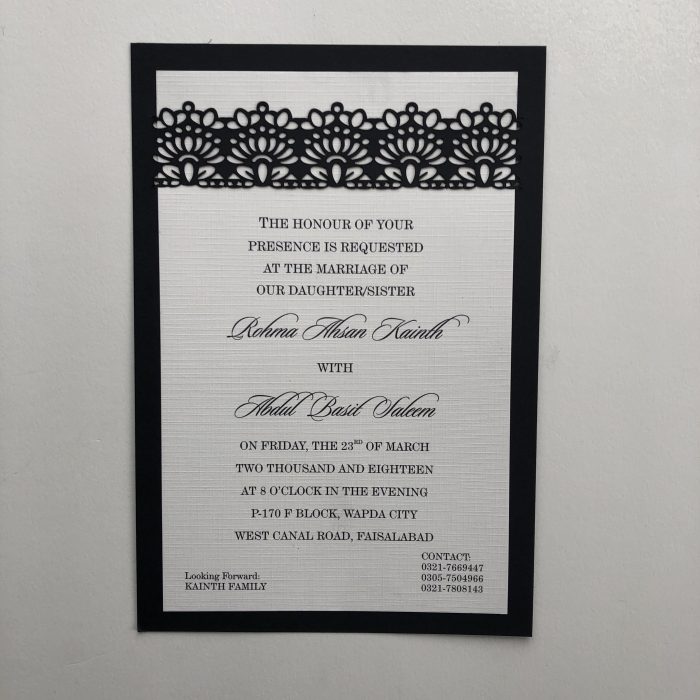 THE HONOUR OF YOUR
PRESENCE IS REQUESTED
AT THE MARRIAGE OF
OUR DAUGHTER/SISTER
Rohma Ahsan Kainth
WITH
Abdul Basit Saleem
ON FRIDAY, THE 23RD OF MARCH
TWO THOUSAND AND EIGHTEEN
AT 8 O'CLOCK IN THE EVENING
P-170 F BLOCK, WAPDA CITY
WEST CANAL ROAD, FAISALABAD
Looking Forward:
KAINTH FAMILY
CONTACT:
0321-7669447
0305-7504966
0321-7808143